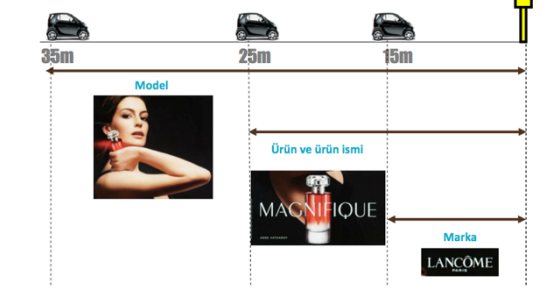 35m
25m
15m
Model
Ürün ve ürün ismi
MAGNIFIQUE
Marka
LANCÔME
PARIS